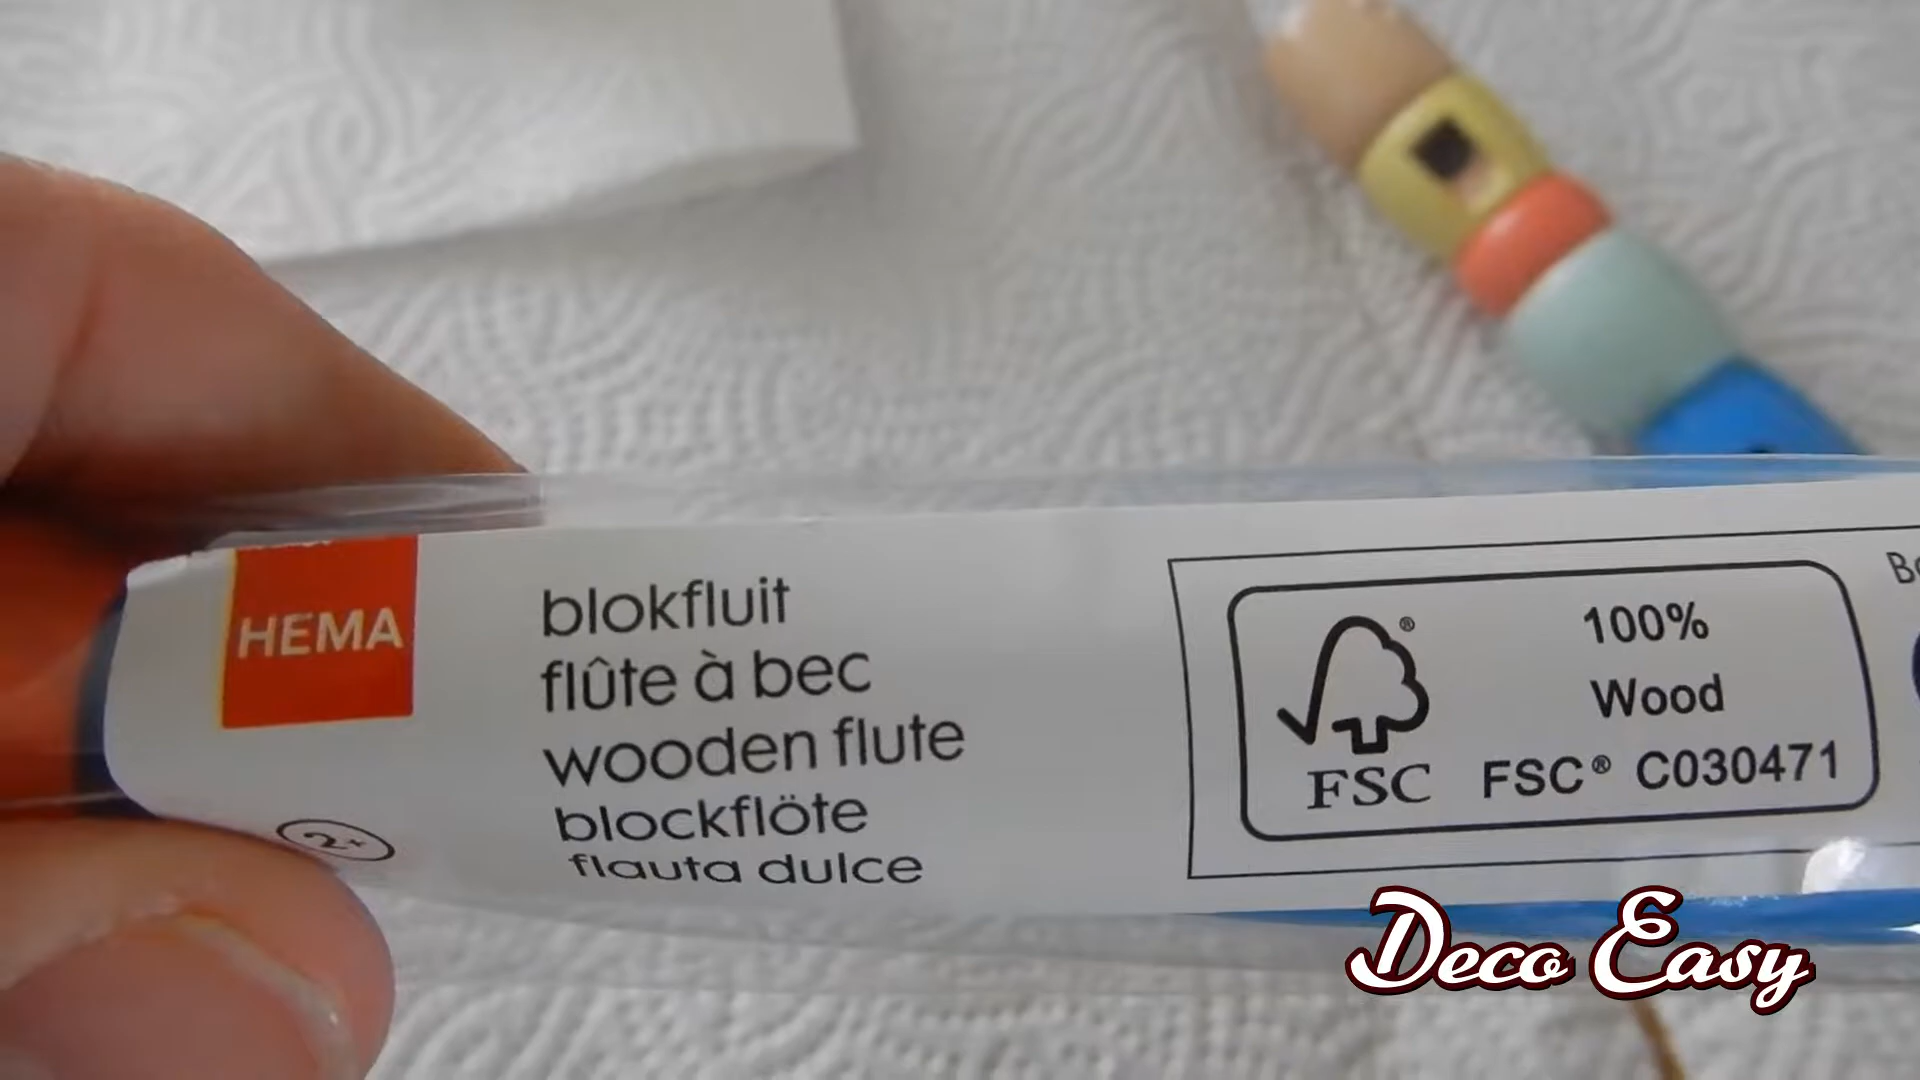 HEMA
blokfluit
flûte à bec
wooden flute
blockflöte
flauta dulce
2+
®
100%
Wood
FSC
FSC® C030471
Deco Easy